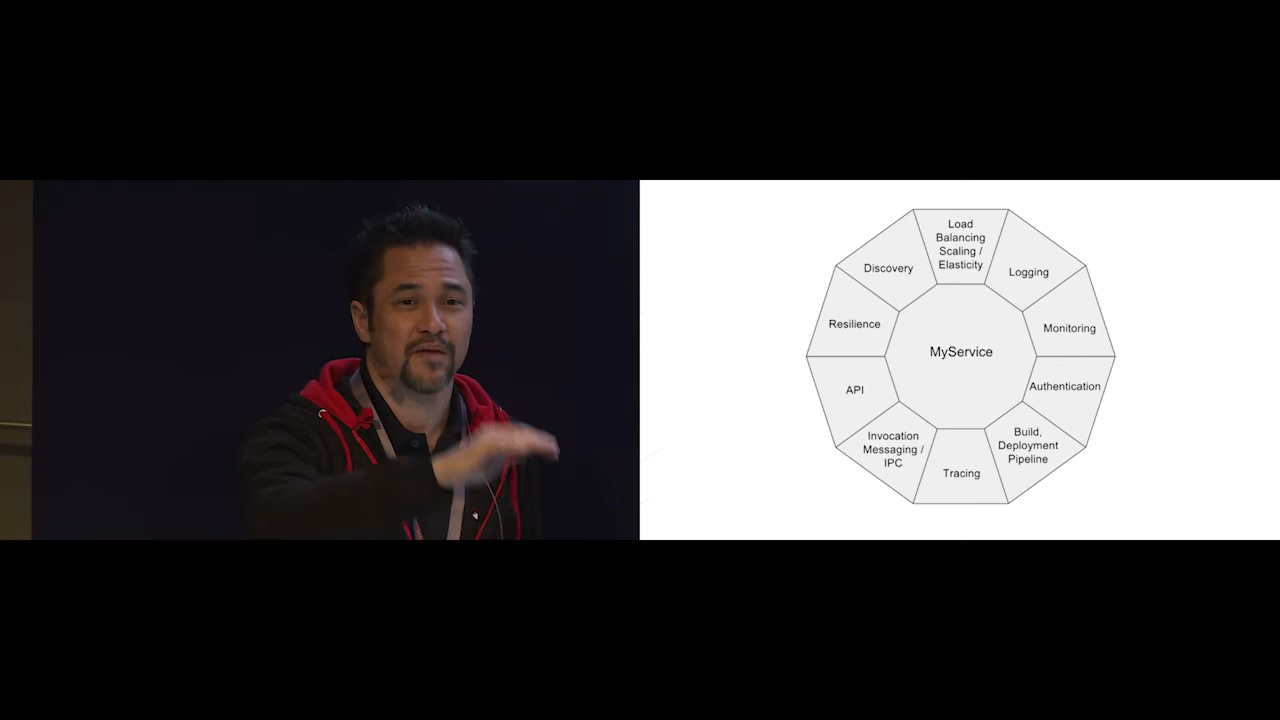 Load
Balancing
Scaling /
Elasticity
Discovery
Logging
Resilience
Monitoring
MyService
API
Authentication
Invocation
Messaging /
IPC
Build,
Deployment
Pipeline
Tracing